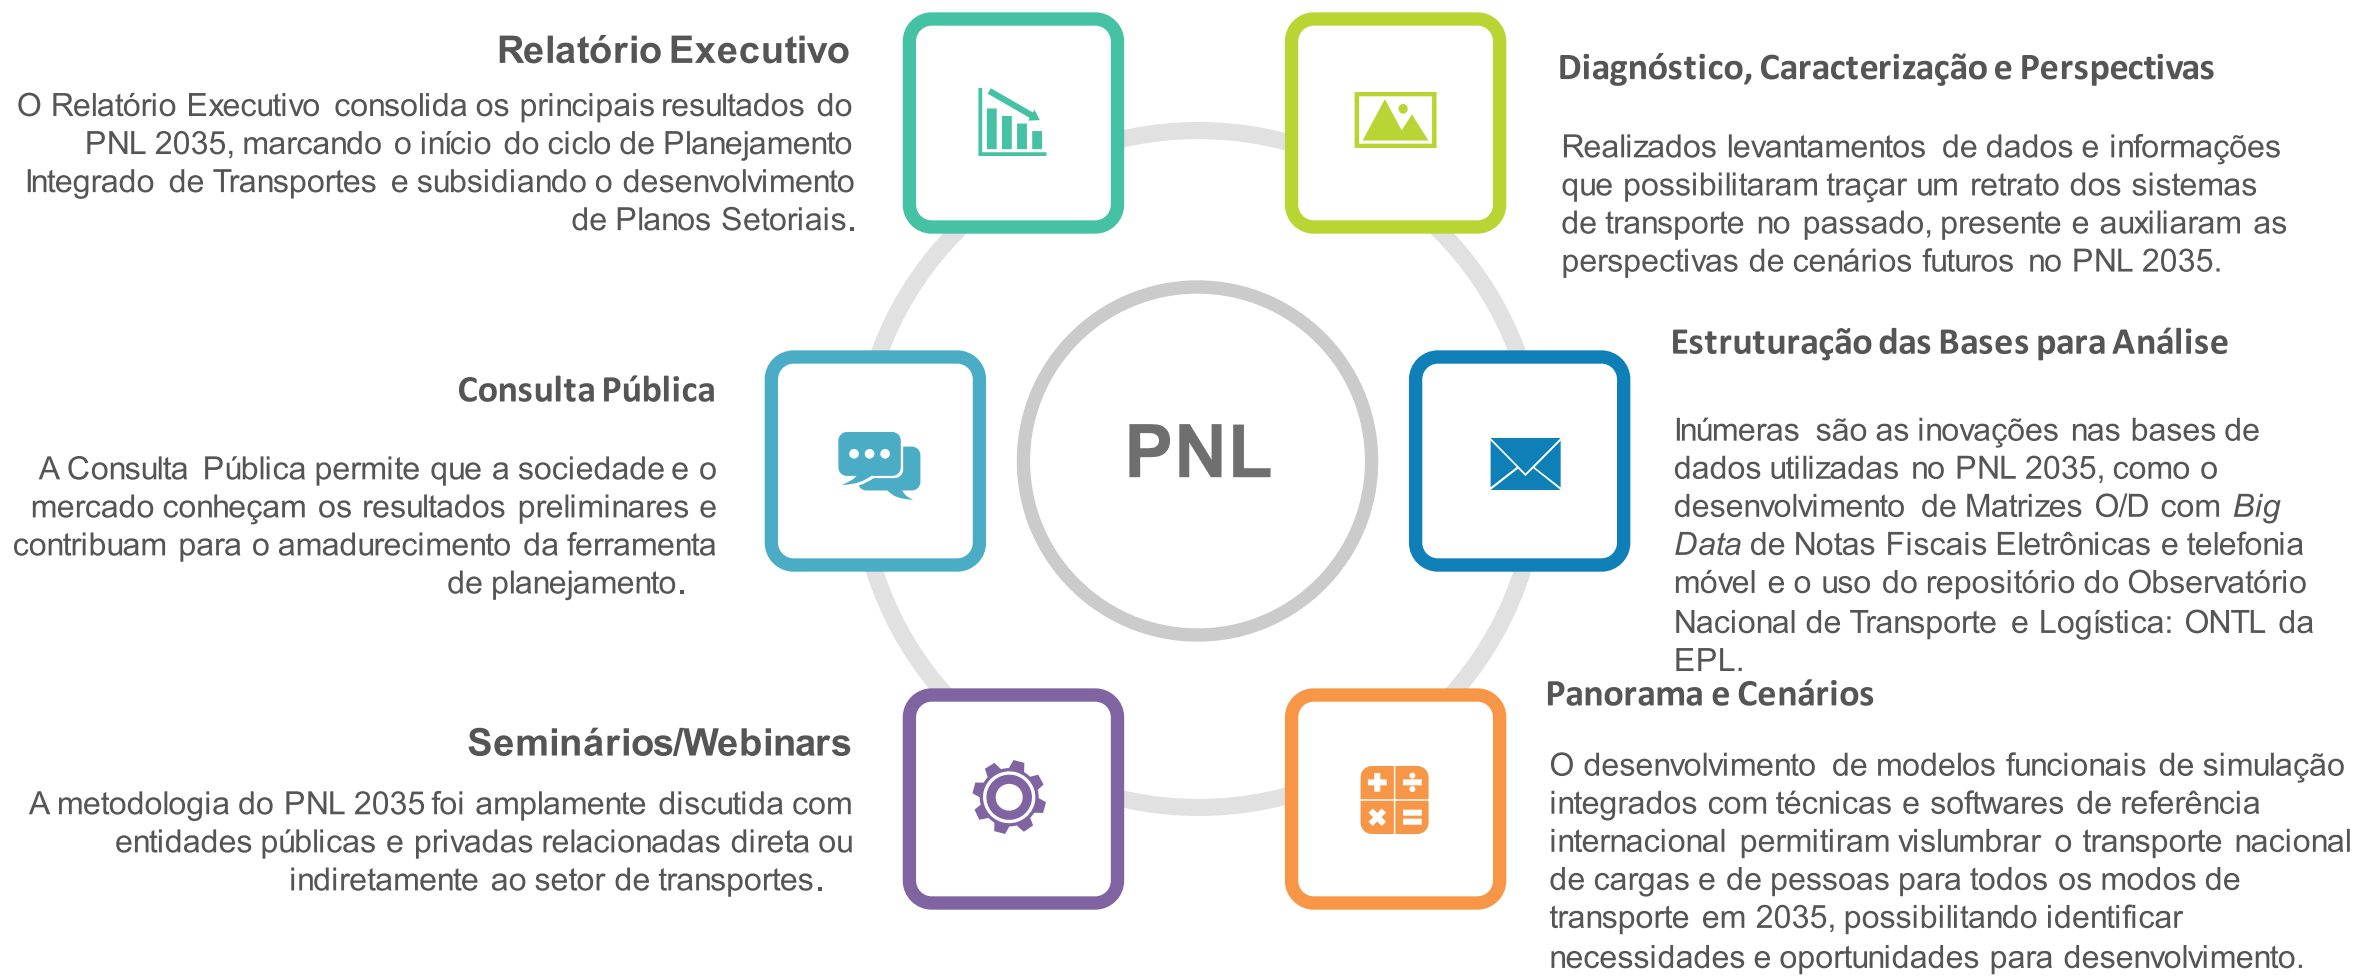 Relatório Executivo
O Relatório Executivo consolida os principais resultados do
PNL 2035, marcando o início do ciclo de Planejamento
Integrado de Transportes e subsidiando o desenvolvimento
de Planos Setoriais.
Diagnóstico, Caracterização e Perspectivas
Realizados levantamentos de dados e informações
que possibilitaram traçar um retrato dos sistemas
de transporte no passado, presente e auxiliaram as
perspectivas de cenários futuros no PNL 2035.
Consulta Pública
A Consulta Pública permite que a sociedade e o
mercado conheçam os resultados preliminares e
contribuam para o amadurecimento da ferramenta
de planejamento.
PNL
Estruturação das Bases para Análise
Inúmeras são as inovações nas bases de
dados utilizadas no PNL 2035, como o
desenvolvimento de Matrizes O/D com Big
Data de Notas Fiscais Eletrônicas e telefonia
móvel e o uso do repositório do Observatório
Nacional de Transporte e Logística: ONTL da
EPL.
Seminários/Webinars
A metodologia do PNL 2035 foi amplamente discutida com
entidades públicas e privadas relacionadas direta ou
indiretamente ao setor de transportes.
Panorama e Cenários
O desenvolvimento de modelos funcionais de simulação
integrados com técnicas e softwares de referência
internacional permitiram vislumbrar o transporte nacional
de cargas e de pessoas para todos os modos de
transporte em 2035, possibilitando identificar
necessidades e oportunidades para desenvolvimento.